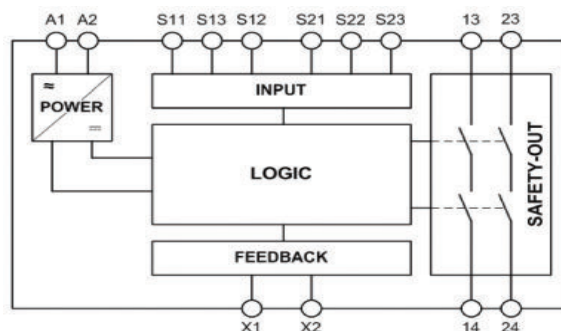 A1 A2 S11 S13 S12 S21 S22 S23 13 23
≈
POWER
INPUT
LOGIC
SAFETY-OUT
FEEDBACK
X1 X2 14 24